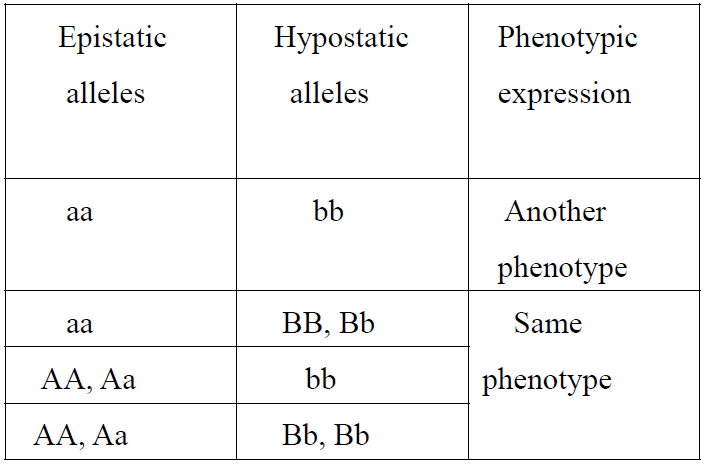 Epistatic alleles
Hypostatic alleles
Phenotypic expression
aa
bb
Another phenotype
aa
BB, Bb
Same phenotype
AA, Aa
bb
AA, Aa
Bb, Bb